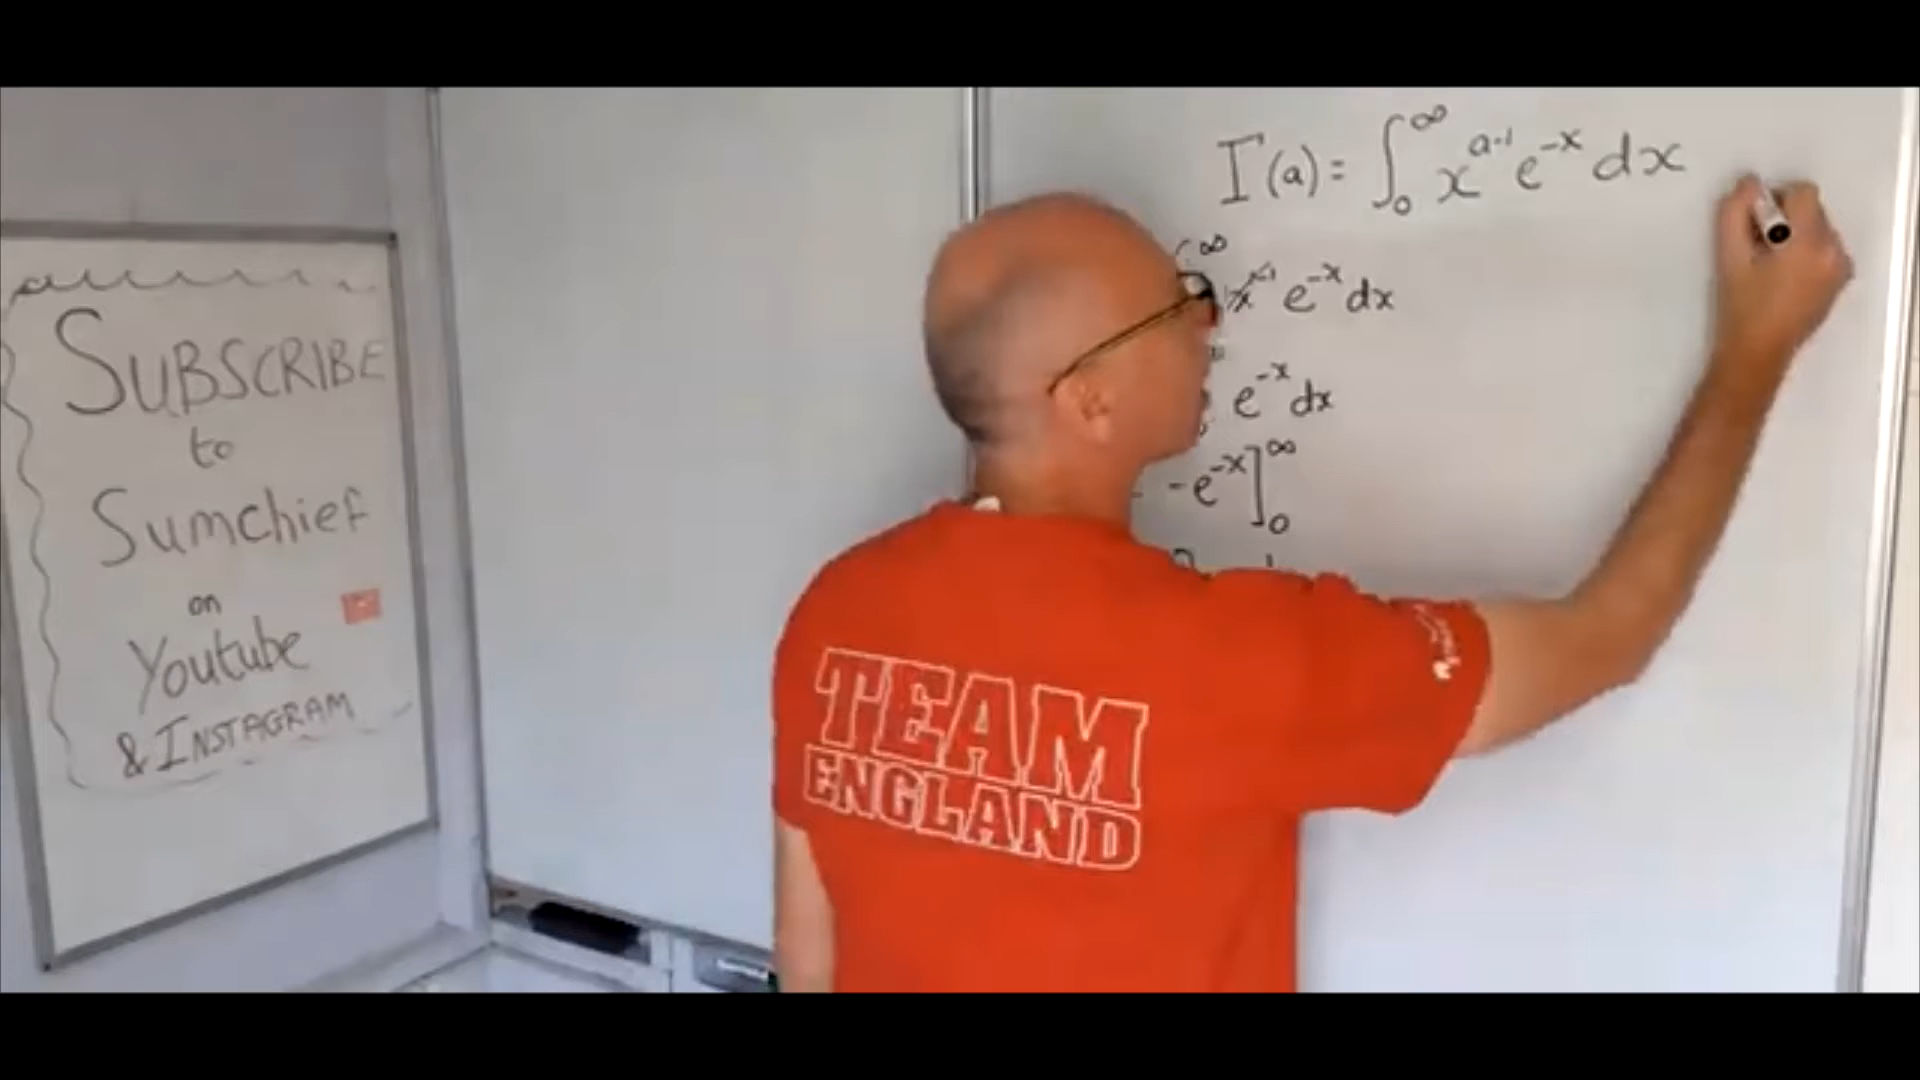 SUBSCRIBE
to
Sumchief
on
Youtube
& INSTAGRAM
Γ(a) = ∫₀^∞ x^(a-1) e^(-x) dx
e^(-x) dx
e^(-x) dx
-e^(-x)]₀^∞
TEAM
ENGLAND